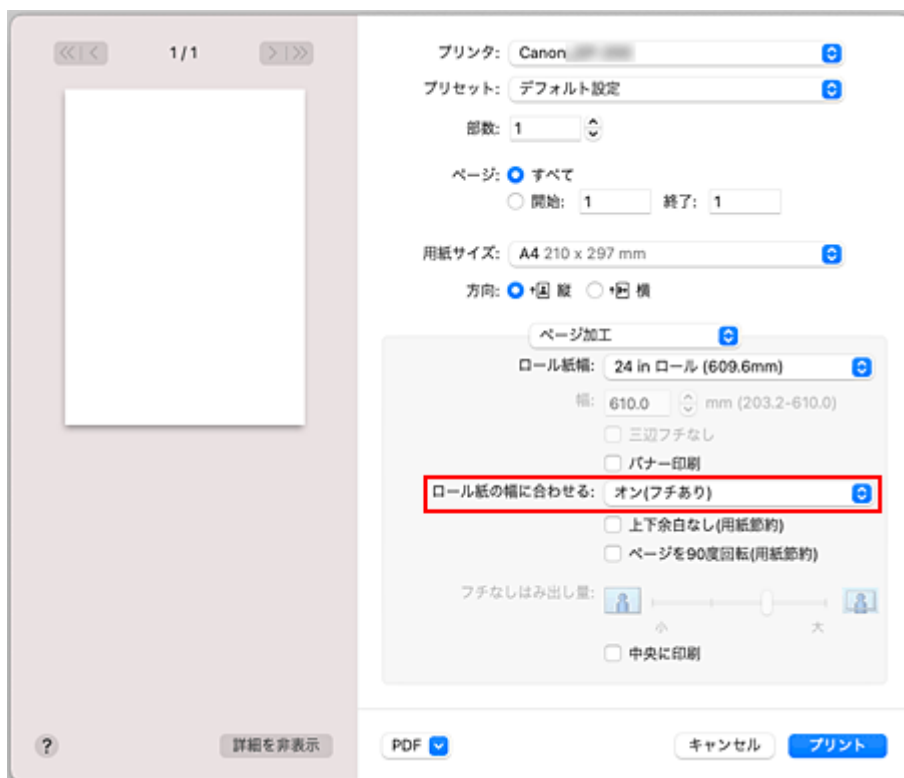 1/1
プリンタ: Canon
プリセット: デフォルト設定
部数: 1
ページ: すべて
開始: 1 終了: 1
用紙サイズ: A4 210 x 297 mm
方向: 縦 横
ページ加工
ロール紙幅: 24 in ロール (609.6mm)
幅: 610.0 mm (203.2-610.0)
三辺フチなし
バナー印刷
ロール紙の幅に合わせる: オン(フチあり)
上下余白なし(用紙節約)
ページを90度回転(用紙節約)
フチなしはみ出し量:
小 大
中央に印刷
? 詳細を非表示 PDF キャンセル プリント